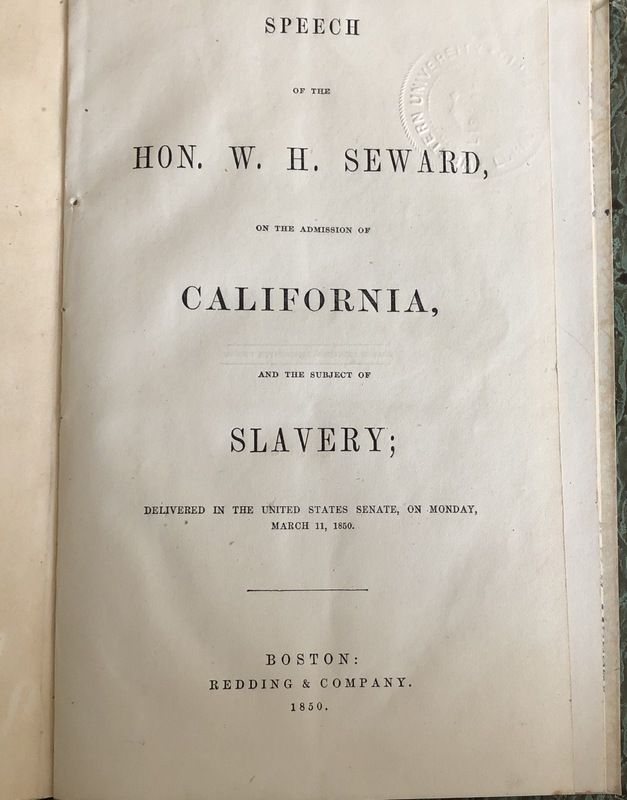 SPEECH
OF THE
HON. W. H. SEWARD,
ON THE ADMISSION OF
CALIFORNIA,
AND THE SUBJECT OF
SLAVERY;
DELIVERED IN THE UNITED STATES SENATE, ON MONDAY,
MARCH 11, 1850.
BOSTON:
REDDING & COMPANY.
1850.
UNIVERSITY